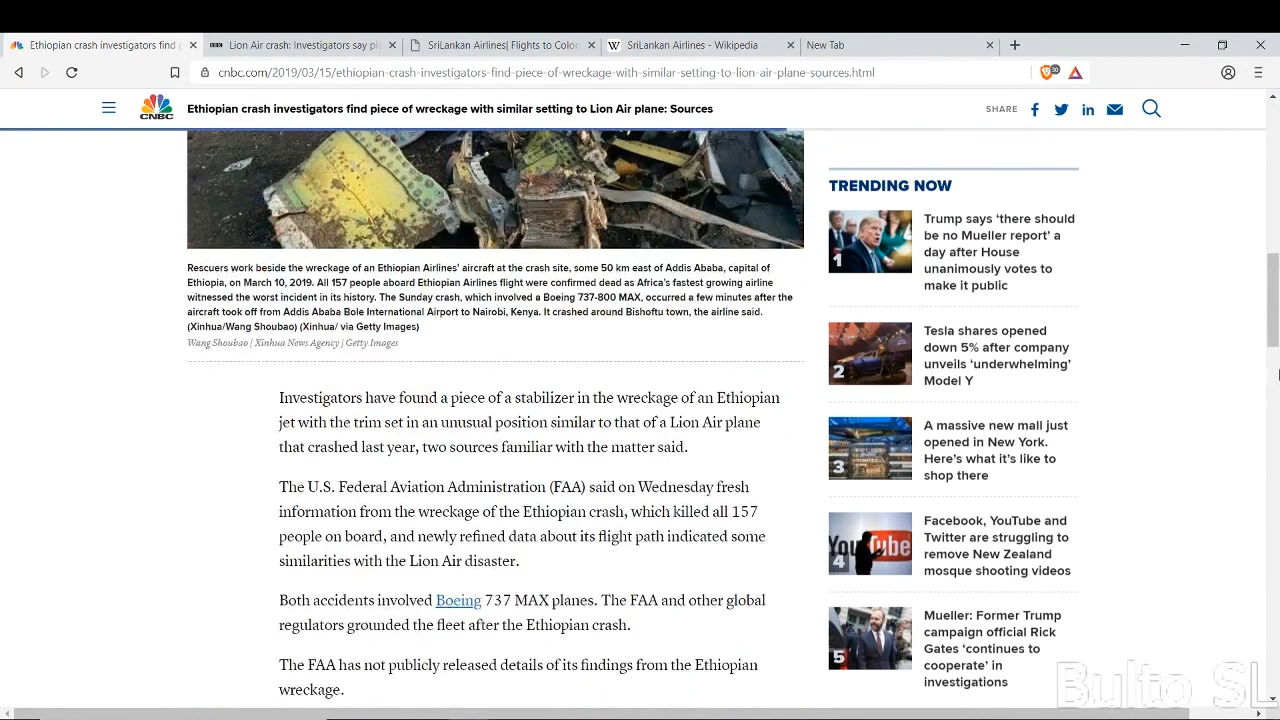 Ethiopian crash investigators find
Lion Air crash: Investigators say pl
SriLankan Airlines| Flights to Colon
SriLankan Airlines - Wikipedia
New Tab
cnbc.com/2019/03/15/ethiopian-crash-investigators-find-piece-of-wreckage-with-similar-setting-to-lion-air-plane-sources.html
CNBC
Ethiopian crash investigators find piece of wreckage with similar setting to Lion Air plane: Sources
SHARE
Rescuers work beside the wreckage of an Ethiopian Airlines' aircraft at the crash site, some 50 km east of Addis Ababa, capital of
Ethiopia, on March 10, 2019. All 157 people aboard Ethiopian Airlines flight were confirmed dead as Africa's fastest growing airline
witnessed the worst incident in its history. The Sunday crash, which involved a Boeing 737-800 MAX, occurred a few minutes after the
aircraft took off from Addis Ababa Bole International Airport to Nairobi, Kenya. It crashed around Bishoftu town, the airline said.
(Xinhua/Wang Shoubao) (Xinhua/ via Getty Images)
Wang Shoubao | Xinhua News Agency | Getty Images
Investigators have found a piece of a stabilizer in the wreckage of an Ethiopian
jet with the trim set in an unusual position similar to that of a Lion Air plane
that crashed last year, two sources familiar with the matter said.
The U.S. Federal Aviation Administration (FAA) said on Wednesday fresh
information from the wreckage of the Ethiopian crash, which killed all 157
people on board, and newly refined data about its flight path indicated some
similarities with the Lion Air disaster.
Both accidents involved Boeing 737 MAX planes. The FAA and other global
regulators grounded the fleet after the Ethiopian crash.
The FAA has not publicly released details of its findings from the Ethiopian
wreckage.
TRENDING NOW
1
Trump says 'there should
be no Mueller report' a
day after House
unanimously votes to
make it public
2
Tesla shares opened
down 5% after company
unveils 'underwhelming'
Model Y
3
A massive new mall just
opened in New York.
Here's what it's like to
shop there
4
YouTube
Facebook, YouTube and
Twitter are struggling to
remove New Zealand
mosque shooting videos
5
Mueller: Former Trump
campaign official Rick
Gates 'continues to
cooperate' in
investigations
Bulto SL